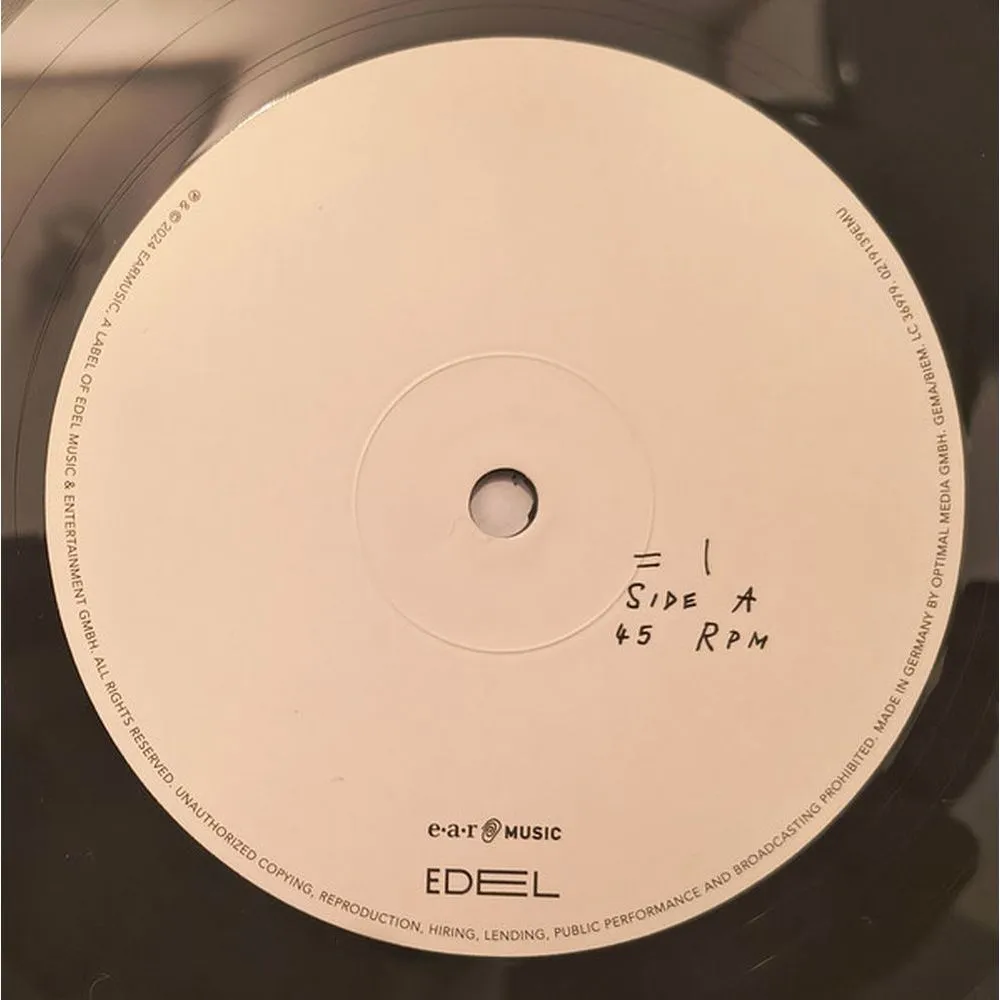 = 1
SIDE A
45 RPM
e·a·r MUSIC
EDEL
℗ & © 2024 EARMUSIC, A LABEL OF EDEL MUSIC & ENTERTAINMENT GMBH. ALL RIGHTS RESERVED. UNAUTHORIZED COPYING, REPRODUCTION, HIRING, LENDING, PUBLIC PERFORMANCE AND BROADCASTING PROHIBITED. MADE IN GERMANY BY OPTIMAL MEDIA GMBH. GEMA/BIEM. LC 36979. 0219139EMU